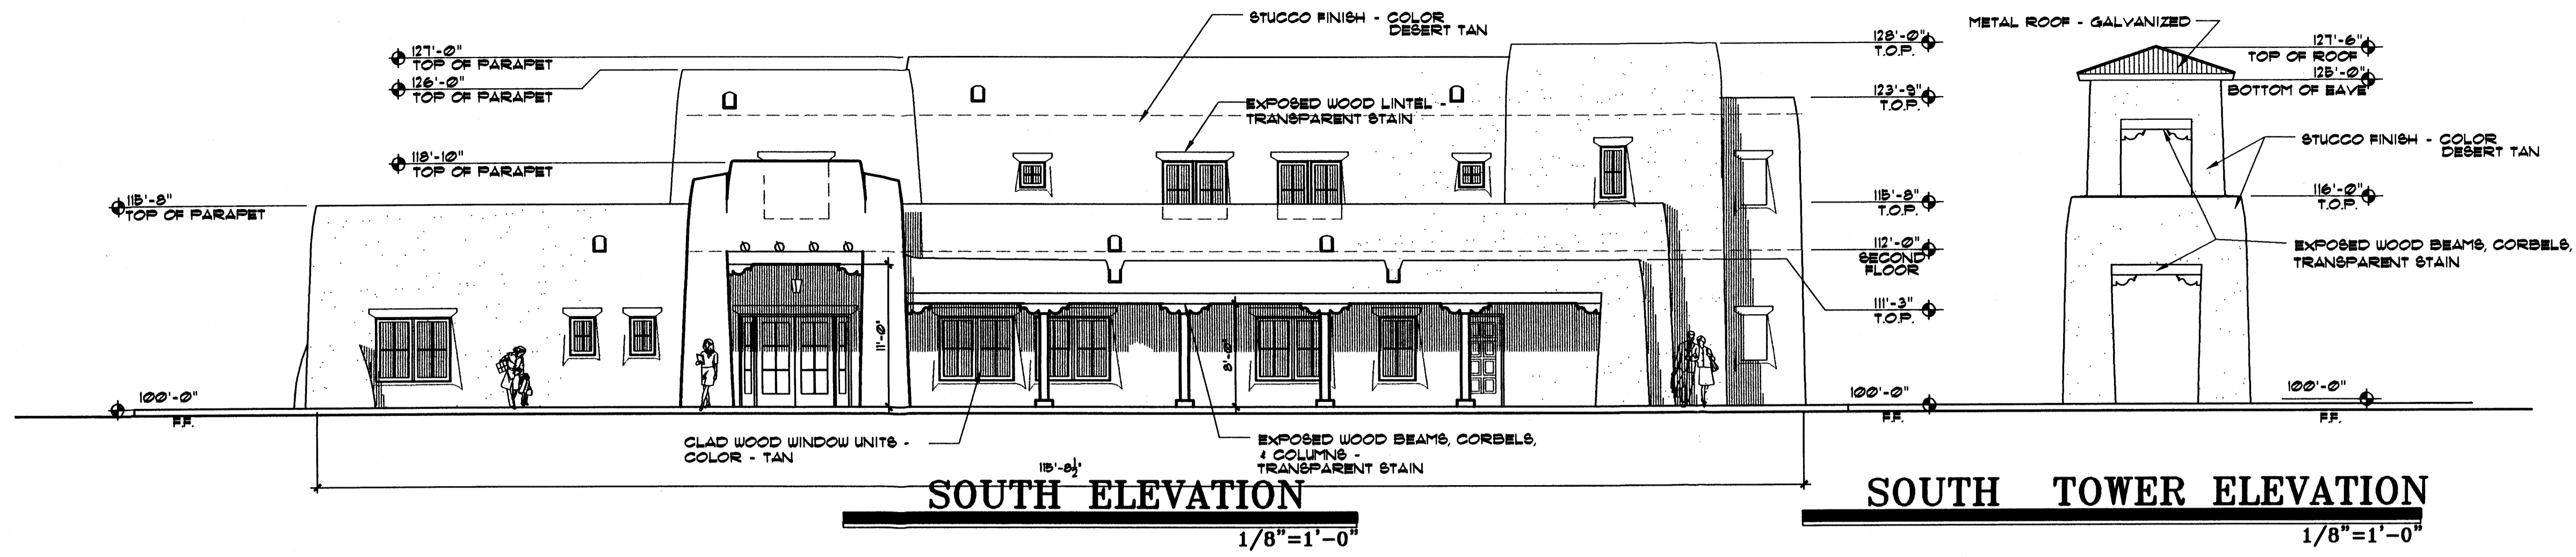 STUCCO FINISH - COLOR
DESERT TAN
METAL ROOF - GALVANIZED
127'-0"
TOP OF PARAPET
126'-0"
TOP OF PARAPET
118'-10"
TOP OF PARAPET
115'-8"
TOP OF PARAPET
EXPOSED WOOD LINTEL -
TRANSPARENT STAIN
128'-0"
T.O.P.
123'-9"
T.O.P.
115'-8"
T.O.P.
112'-0"
SECOND
FLOOR
111'-3"
T.O.P.
127'-6"
TOP OF ROOF
125'-0"
BOTTOM OF EAVE
STUCCO FINISH - COLOR
DESERT TAN
116'-0"
T.O.P.
EXPOSED WOOD BEAMS, CORBELS,
TRANSPARENT STAIN
11'-0"
8'-0"
100'-0"
F.F.
100'-0"
F.F.
100'-0"
F.F.
CLAD WOOD WINDOW UNITS -
COLOR - TAN
EXPOSED WOOD BEAMS, CORBELS,
& COLUMNS -
TRANSPARENT STAIN
115'-8½"
SOUTH ELEVATION
1/8"=1'-0"
SOUTH TOWER ELEVATION
1/8"=1'-0"